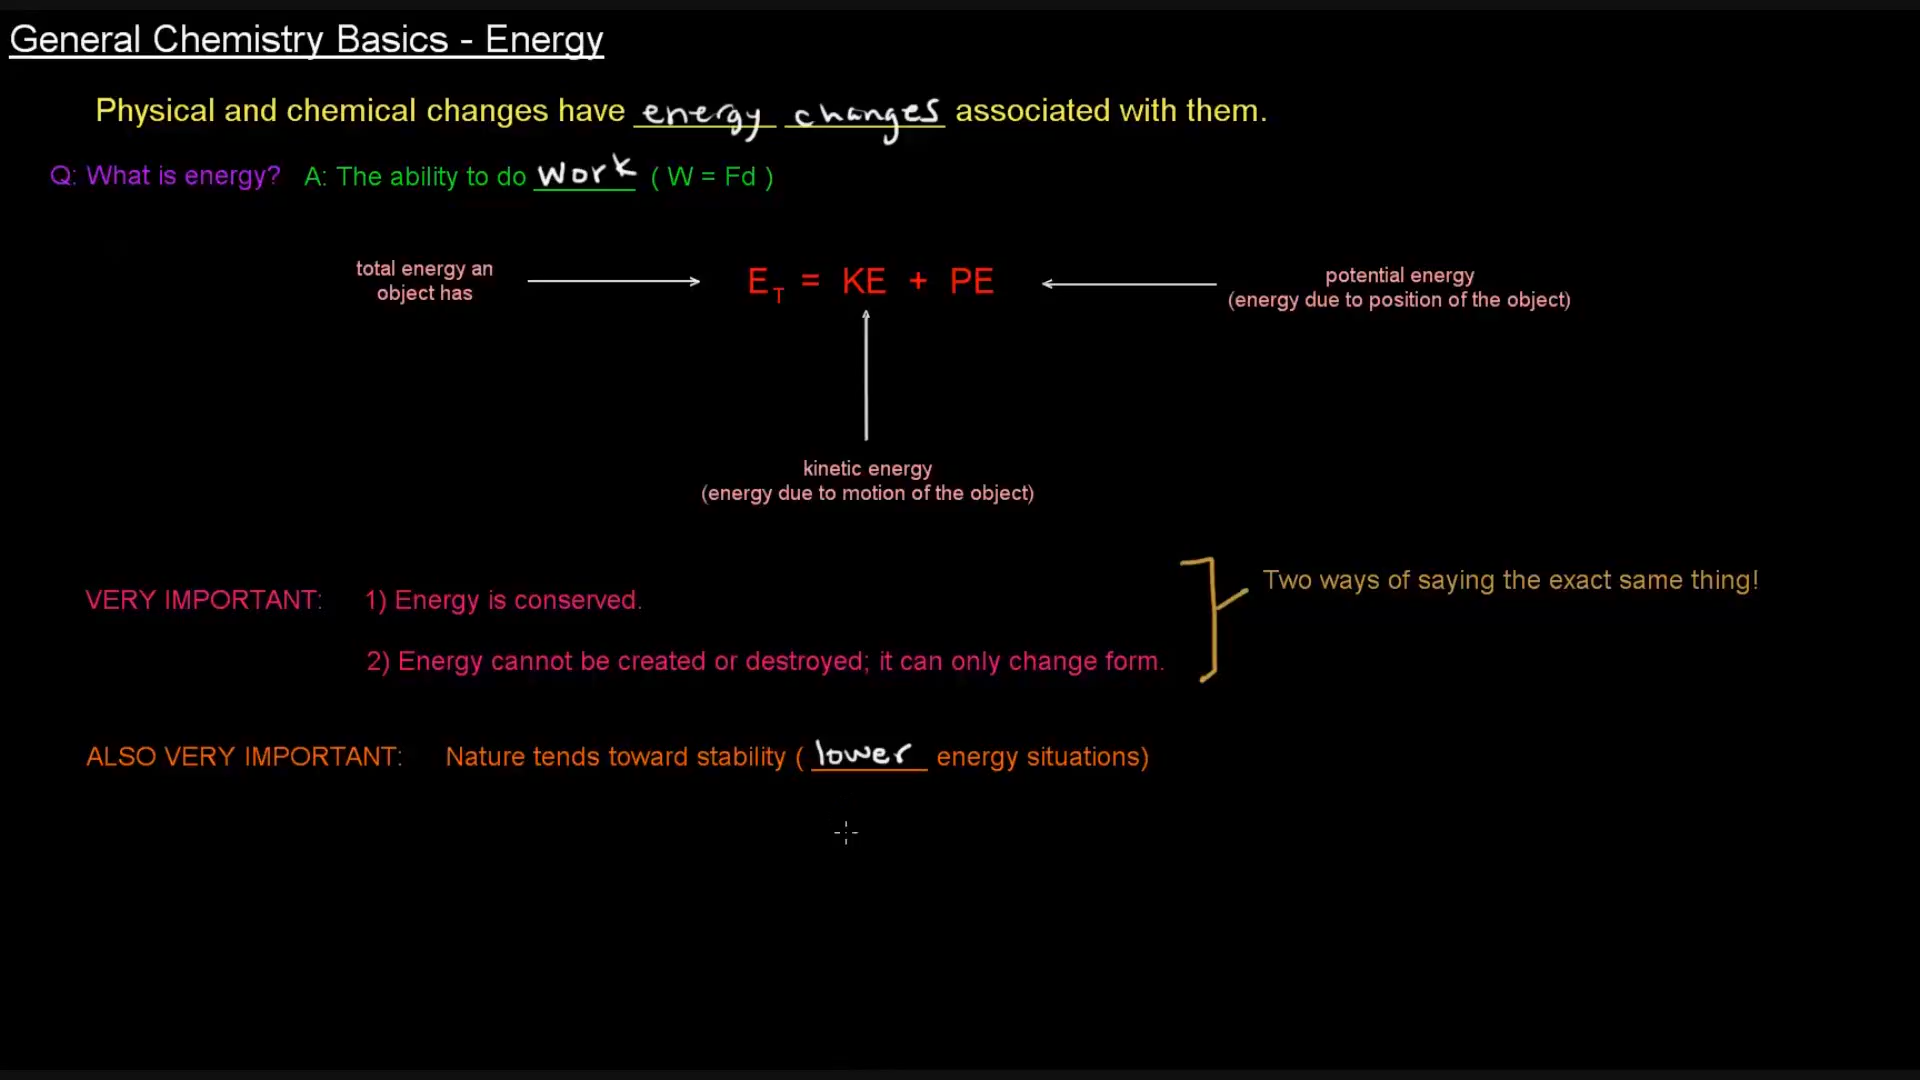 General Chemistry Basics - Energy
Physical and chemical changes have energy changes associated with them.
Q: What is energy? A: The ability to do work ( W = Fd )
total energy an
object has
E_T = KE + PE
potential energy
(energy due to position of the object)
kinetic energy
(energy due to motion of the object)
VERY IMPORTANT: 1) Energy is conserved.
2) Energy cannot be created or destroyed; it can only change form.
Two ways of saying the exact same thing!
ALSO VERY IMPORTANT: Nature tends toward stability ( lower energy situations)